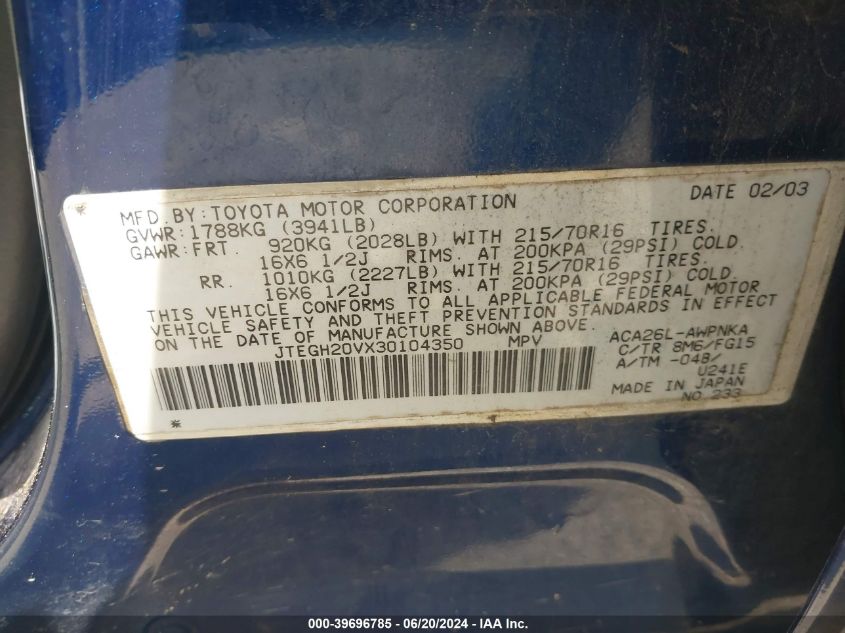 MFD. BY: TOYOTA MOTOR CORPORATION DATE 02/03
GVWR: 1788KG (3941LB)
GAWR: FRT. 920KG (2028LB) WITH 215/70R16 TIRES.
16X6 1/2J RIMS. AT 200KPA (29PSI) COLD.
RR. 1010KG (2227LB) WITH 215/70R16 TIRES.
16X6 1/2J RIMS. AT 200KPA (29PSI) COLD.
THIS VEHICLE CONFORMS TO ALL APPLICABLE FEDERAL MOTOR
VEHICLE SAFETY AND THEFT PREVENTION STANDARDS IN EFFECT
ON THE DATE OF MANUFACTURE SHOWN ABOVE.
JTEGH20VX30104350 MPV
ACA26L-AWPNKA
C/TR 8M6/FG15
A/TM -04B/
U241E
MADE IN JAPAN
NO. 233
000-39696785 - 06/20/2024 - IAA Inc.